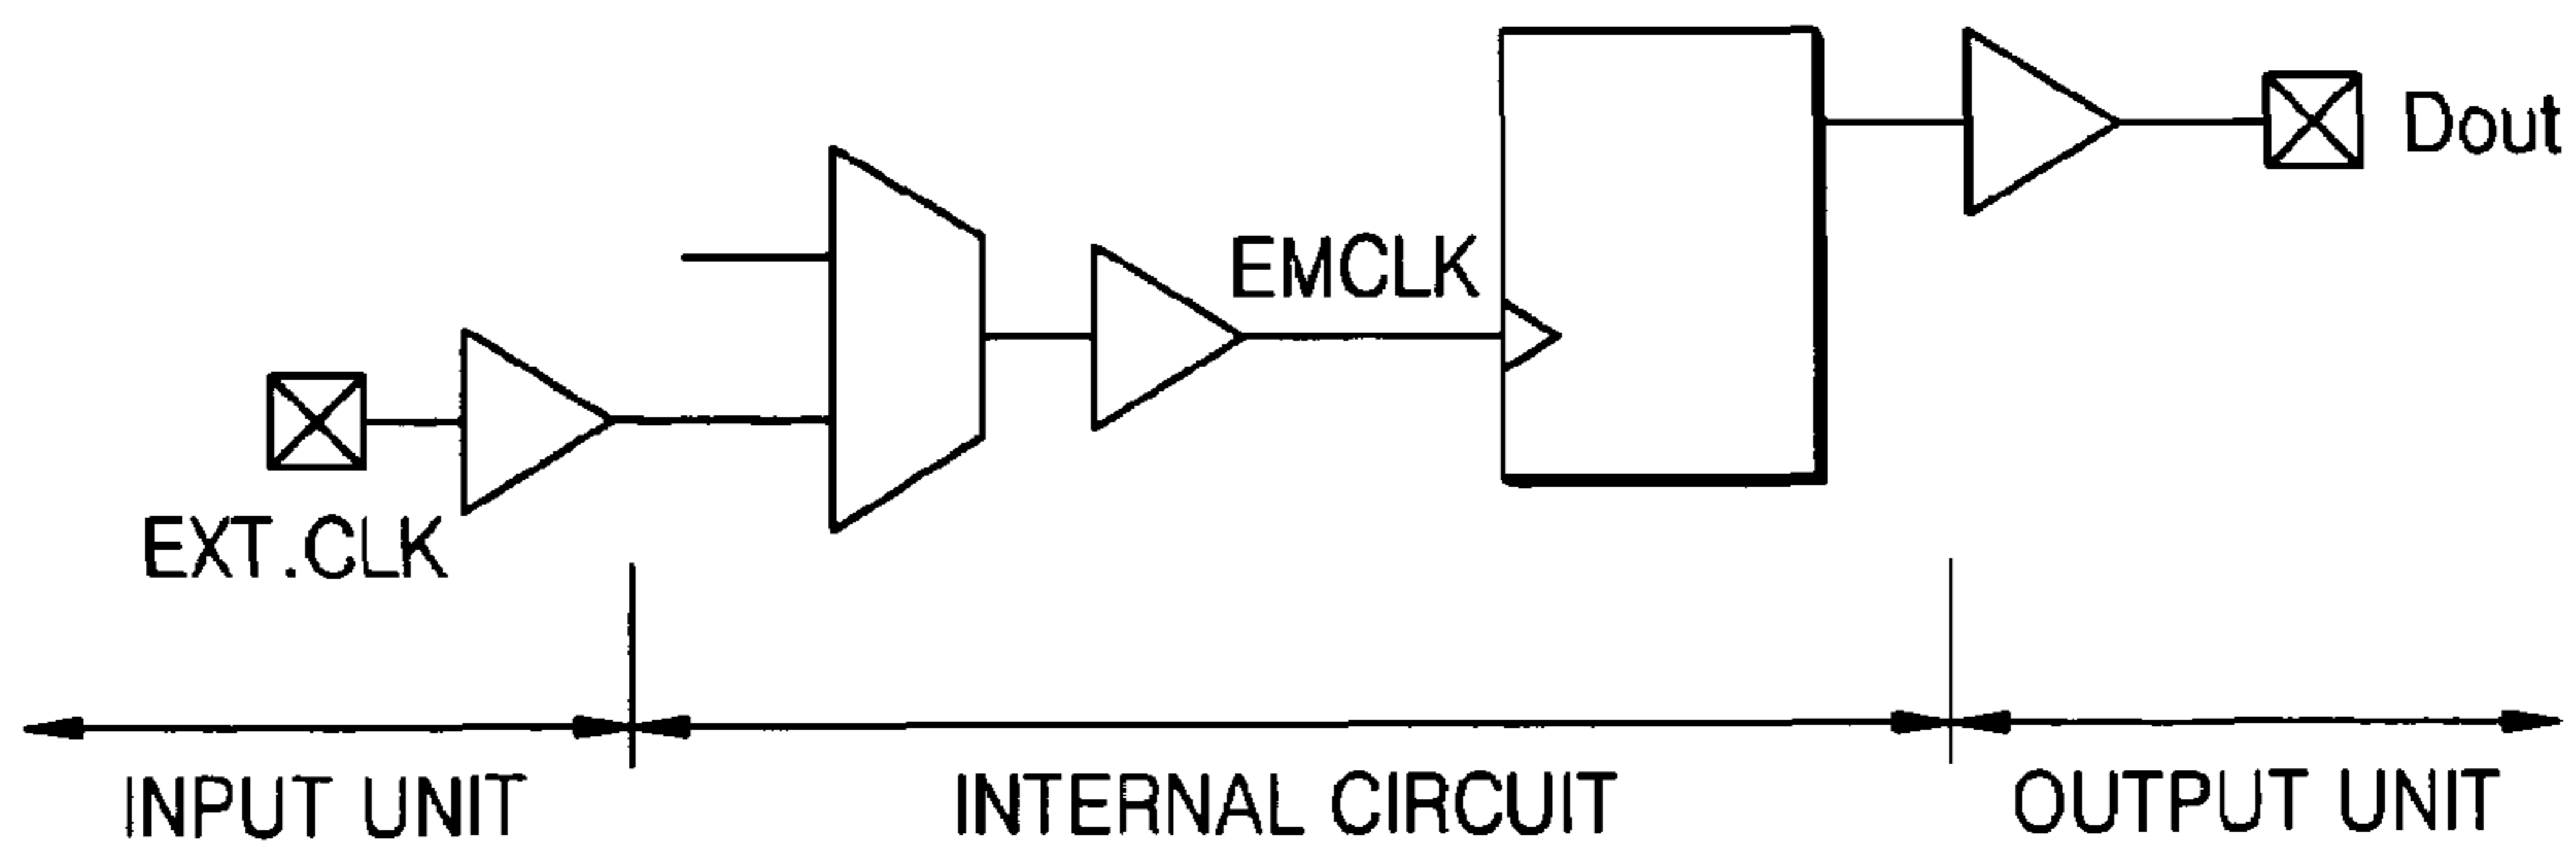 Dout
EMCLK
EXT.CLK
INPUT UNIT
INTERNAL CIRCUIT
OUTPUT UNIT